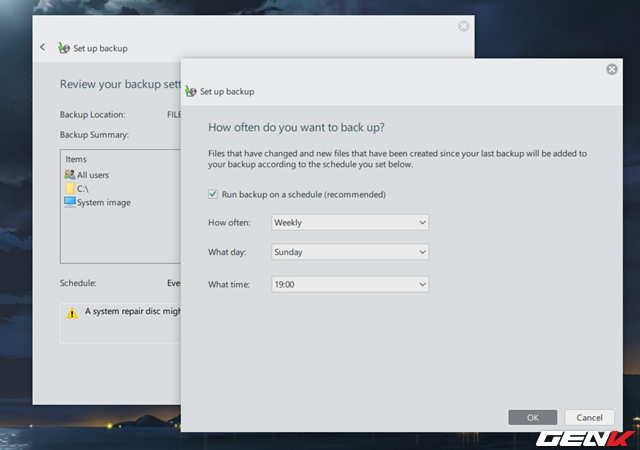 Set up backup
Review your backup sett
Backup Location:
FILE
Backup Summary:
Items
All users
C:\
System image
Schedule:
Eve
A system repair disc migh
Set up backup
How often do you want to back up?
Files that have changed and new files that have been created since your last backup will be added to
your backup according to the schedule you set below.
Run backup on a schedule (recommended)
How often:
Weekly
What day:
Sunday
What time:
19:00
OK
Cancel
GENK